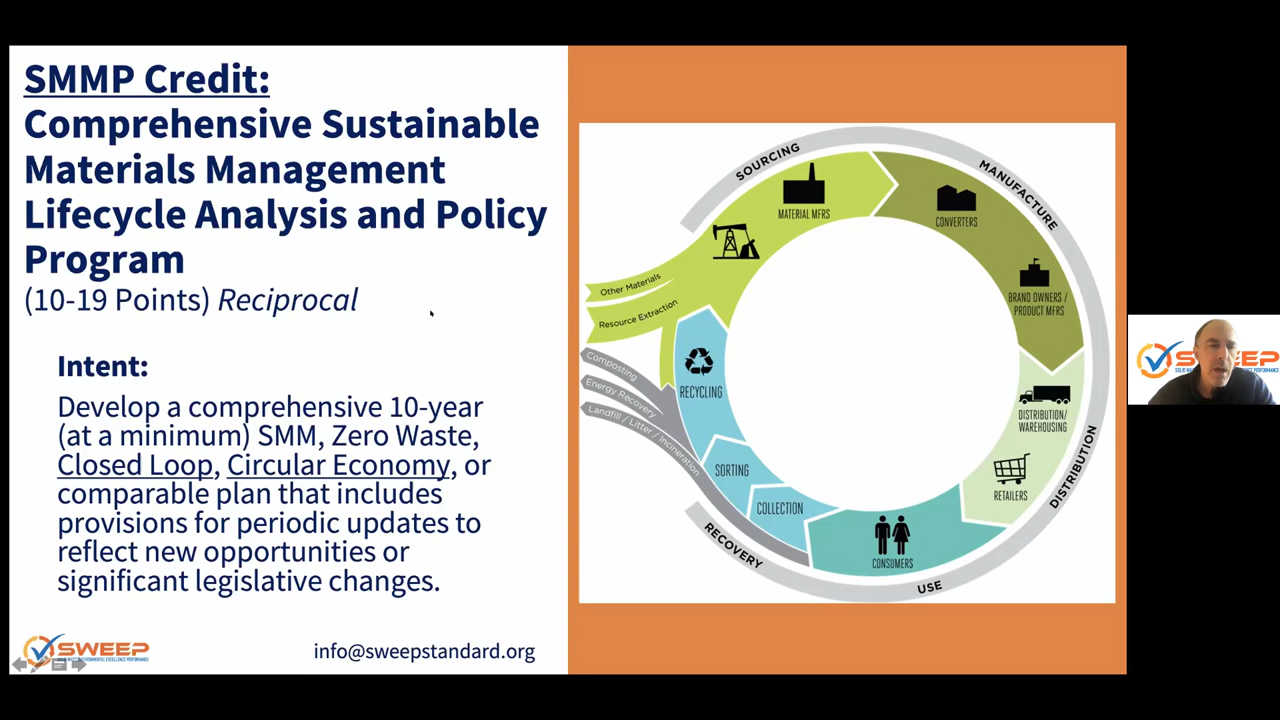 SMMP Credit:
Comprehensive Sustainable
Materials Management
Lifecycle Analysis and Policy
Program
(10-19 Points) Reciprocal
Intent:
Develop a comprehensive 10-year
(at a minimum) SMM, Zero Waste,
Closed Loop, Circular Economy, or
comparable plan that includes
provisions for periodic updates to
reflect new opportunities or
significant legislative changes.
SWEEP
info@sweepstandard.org
SOURCING
MANUFACTURE
DISTRIBUTION
USE
RECOVERY
MATERIAL MFRS
CONVERTERS
BRAND OWNERS /
PRODUCT MFRS
DISTRIBUTION/
WAREHOUSING
RETAILERS
CONSUMERS
COLLECTION
SORTING
RECYCLING
Other Materials
Resource Extraction
Composting
Energy Recovery
Landfill / Litter / Incineration
SWEEP